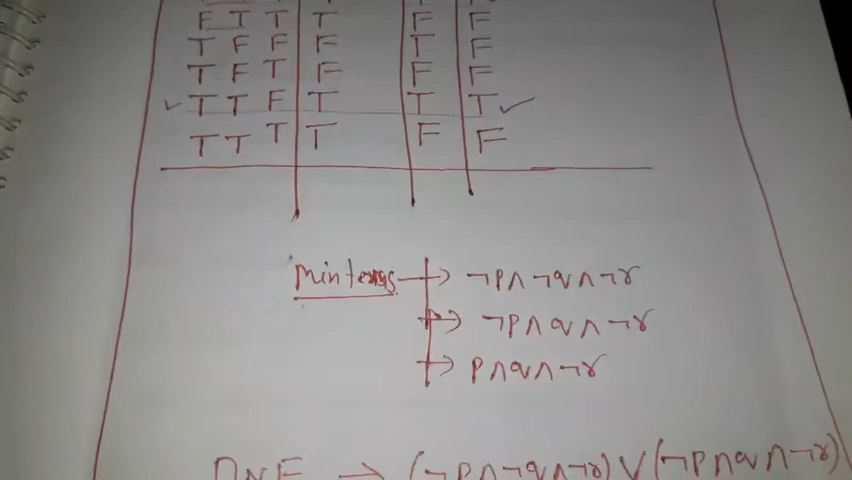 F T T T F F
T F F F T F
T F T F F F
✓ T T F T T T ✓
T T T T F F
Minterms → ¬p∧¬q∧¬r
→ ¬p∧q∧¬r
→ p∧q∧¬r
DNF → (¬p∧¬q∧¬r)∨(¬p∧q∧¬r)